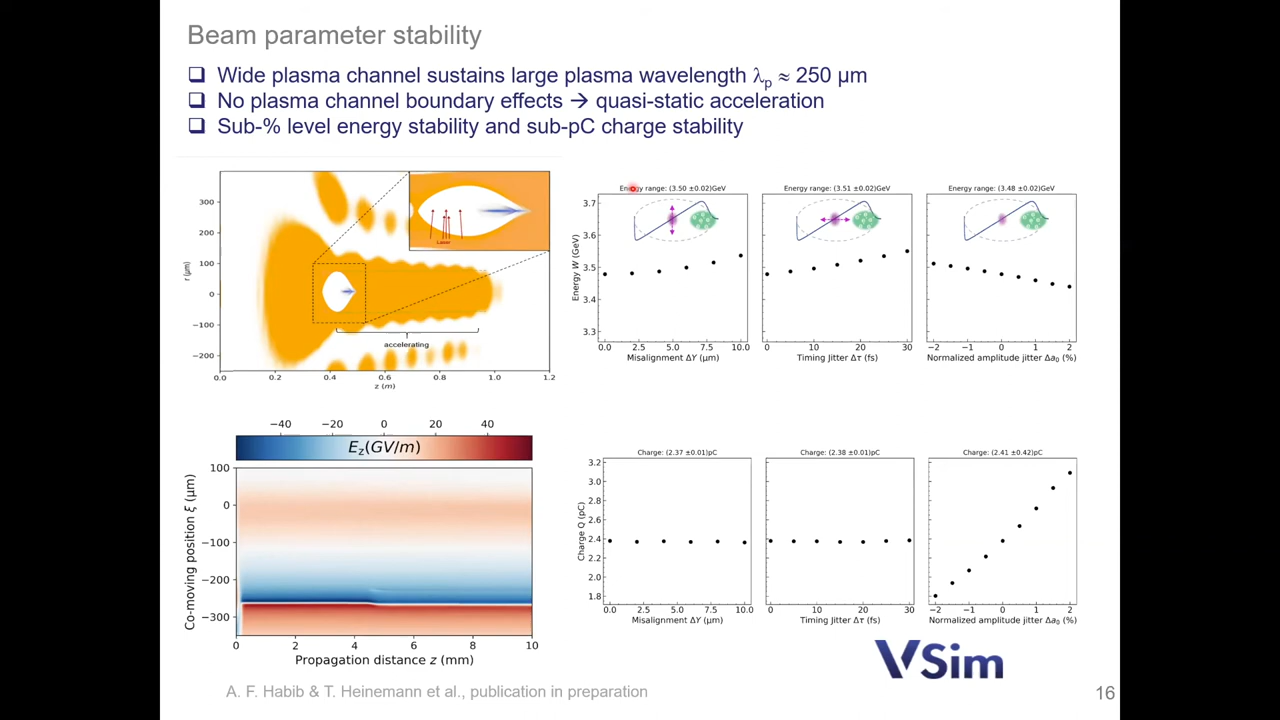 Beam parameter stability
❑ Wide plasma channel sustains large plasma wavelength λp ≈ 250 µm
❑ No plasma channel boundary effects → quasi-static acceleration
❑ Sub-% level energy stability and sub-pC charge stability
300
200
100
0
−100
−200
r (µm)
Laser
accelerating
0.0 0.2 0.4 0.6 0.8 1.0 1.2
z (m)
Energy range: (3.50 ±0.02)GeV
Energy range: (3.51 ±0.02)GeV
Energy range: (3.48 ±0.02)GeV
3.7
3.6
3.5
3.4
3.3
Energy W (GeV)
0.0 2.5 5.0 7.5 10.0
Misalignment ΔY (µm)
0 10 20 30
Timing Jitter Δτ (fs)
−2 −1 0 1 2
Normalized amplitude jitter Δa0 (%)
−40 −20 0 20 40
Ez(GV/m)
100
0
−100
−200
−300
Co-moving position ξ (µm)
0 2 4 6 8 10
Propagation distance z (mm)
Charge: (2.37 ±0.01)pC
Charge: (2.38 ±0.01)pC
Charge: (2.41 ±0.42)pC
3.2
3.0
2.8
2.6
2.4
2.2
2.0
1.8
Charge Q (pC)
0.0 2.5 5.0 7.5 10.0
Misalignment ΔY (µm)
0 10 20 30
Timing Jitter Δτ (fs)
−2 −1 0 1 2
Normalized amplitude jitter Δa0 (%)
VSim
A. F. Habib & T. Heinemann et al., publication in preparation
16